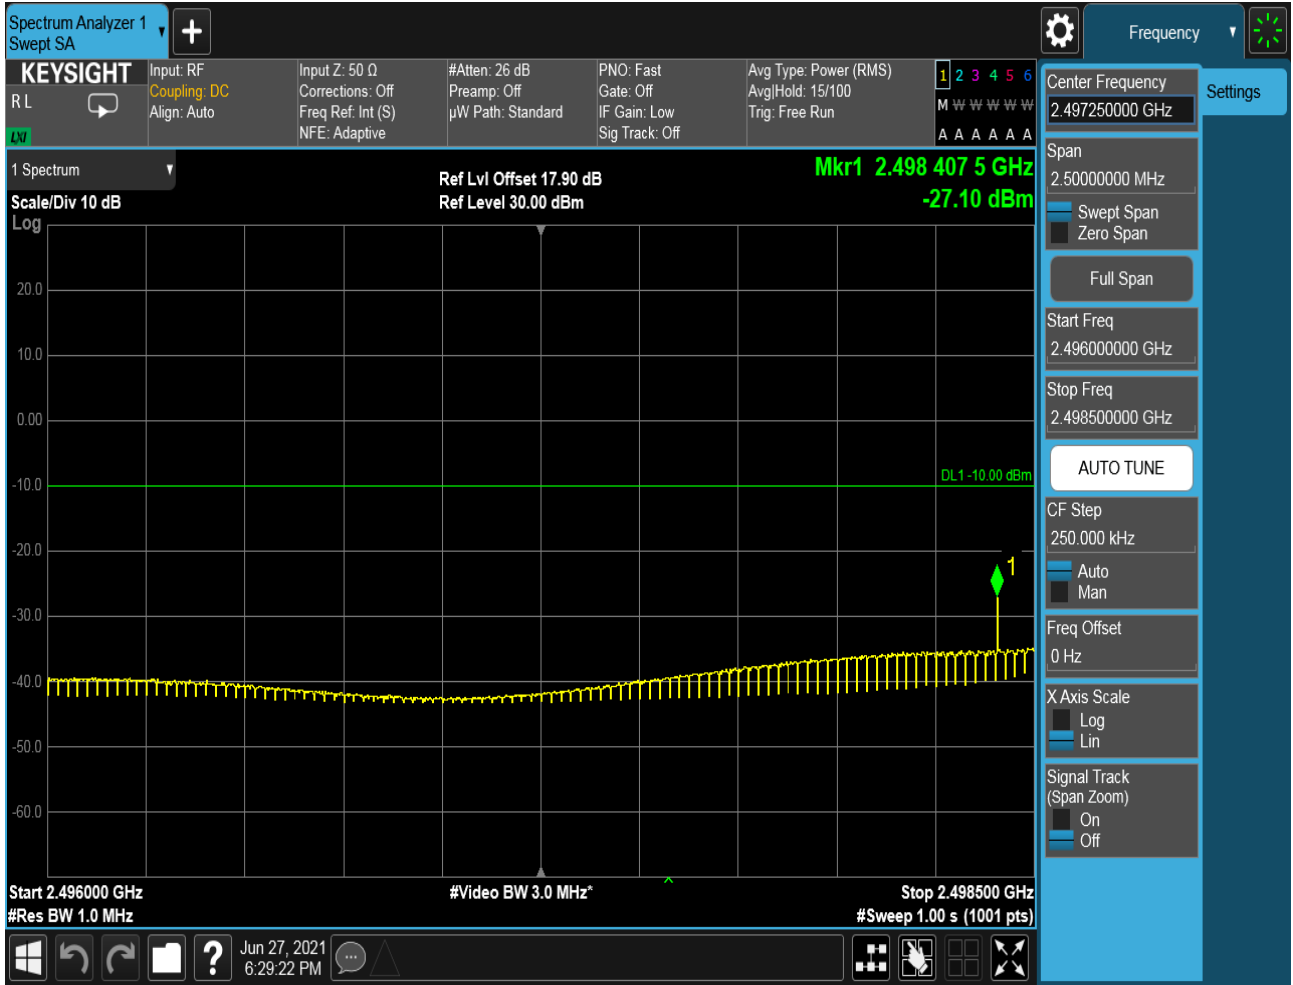 Spectrum Analyzer 1
Swept SA
Frequency
KEYSIGHT
R L
LXI
Input: RF
Coupling: DC
Align: Auto
Input Z: 50 Ω
Corrections: Off
Freq Ref: Int (S)
NFE: Adaptive
#Atten: 26 dB
Preamp: Off
µW Path: Standard
PNO: Fast
Gate: Off
IF Gain: Low
Sig Track: Off
Avg Type: Power (RMS)
Avg|Hold: 15/100
Trig: Free Run
1 2 3 4 5 6
M W W W W W
A A A A A A
Center Frequency
2.497250000 GHz
Settings
Span
2.50000000 MHz
Swept Span
Zero Span
Full Span
Start Freq
2.496000000 GHz
Stop Freq
2.498500000 GHz
AUTO TUNE
CF Step
250.000 kHz
Auto
Man
Freq Offset
0 Hz
X Axis Scale
Log
Lin
Signal Track
(Span Zoom)
On
Off
1 Spectrum
Scale/Div 10 dB
Log
Ref Lvl Offset 17.90 dB
Ref Level 30.00 dBm
Mkr1 2.498 407 5 GHz
-27.10 dBm
20.0
10.0
0.00
-10.0
-20.0
-30.0
-40.0
-50.0
-60.0
DL1 -10.00 dBm
1
Start 2.496000 GHz
#Res BW 1.0 MHz
#Video BW 3.0 MHz*
Stop 2.498500 GHz
#Sweep 1.00 s (1001 pts)
?
Jun 27, 2021
6:29:22 PM